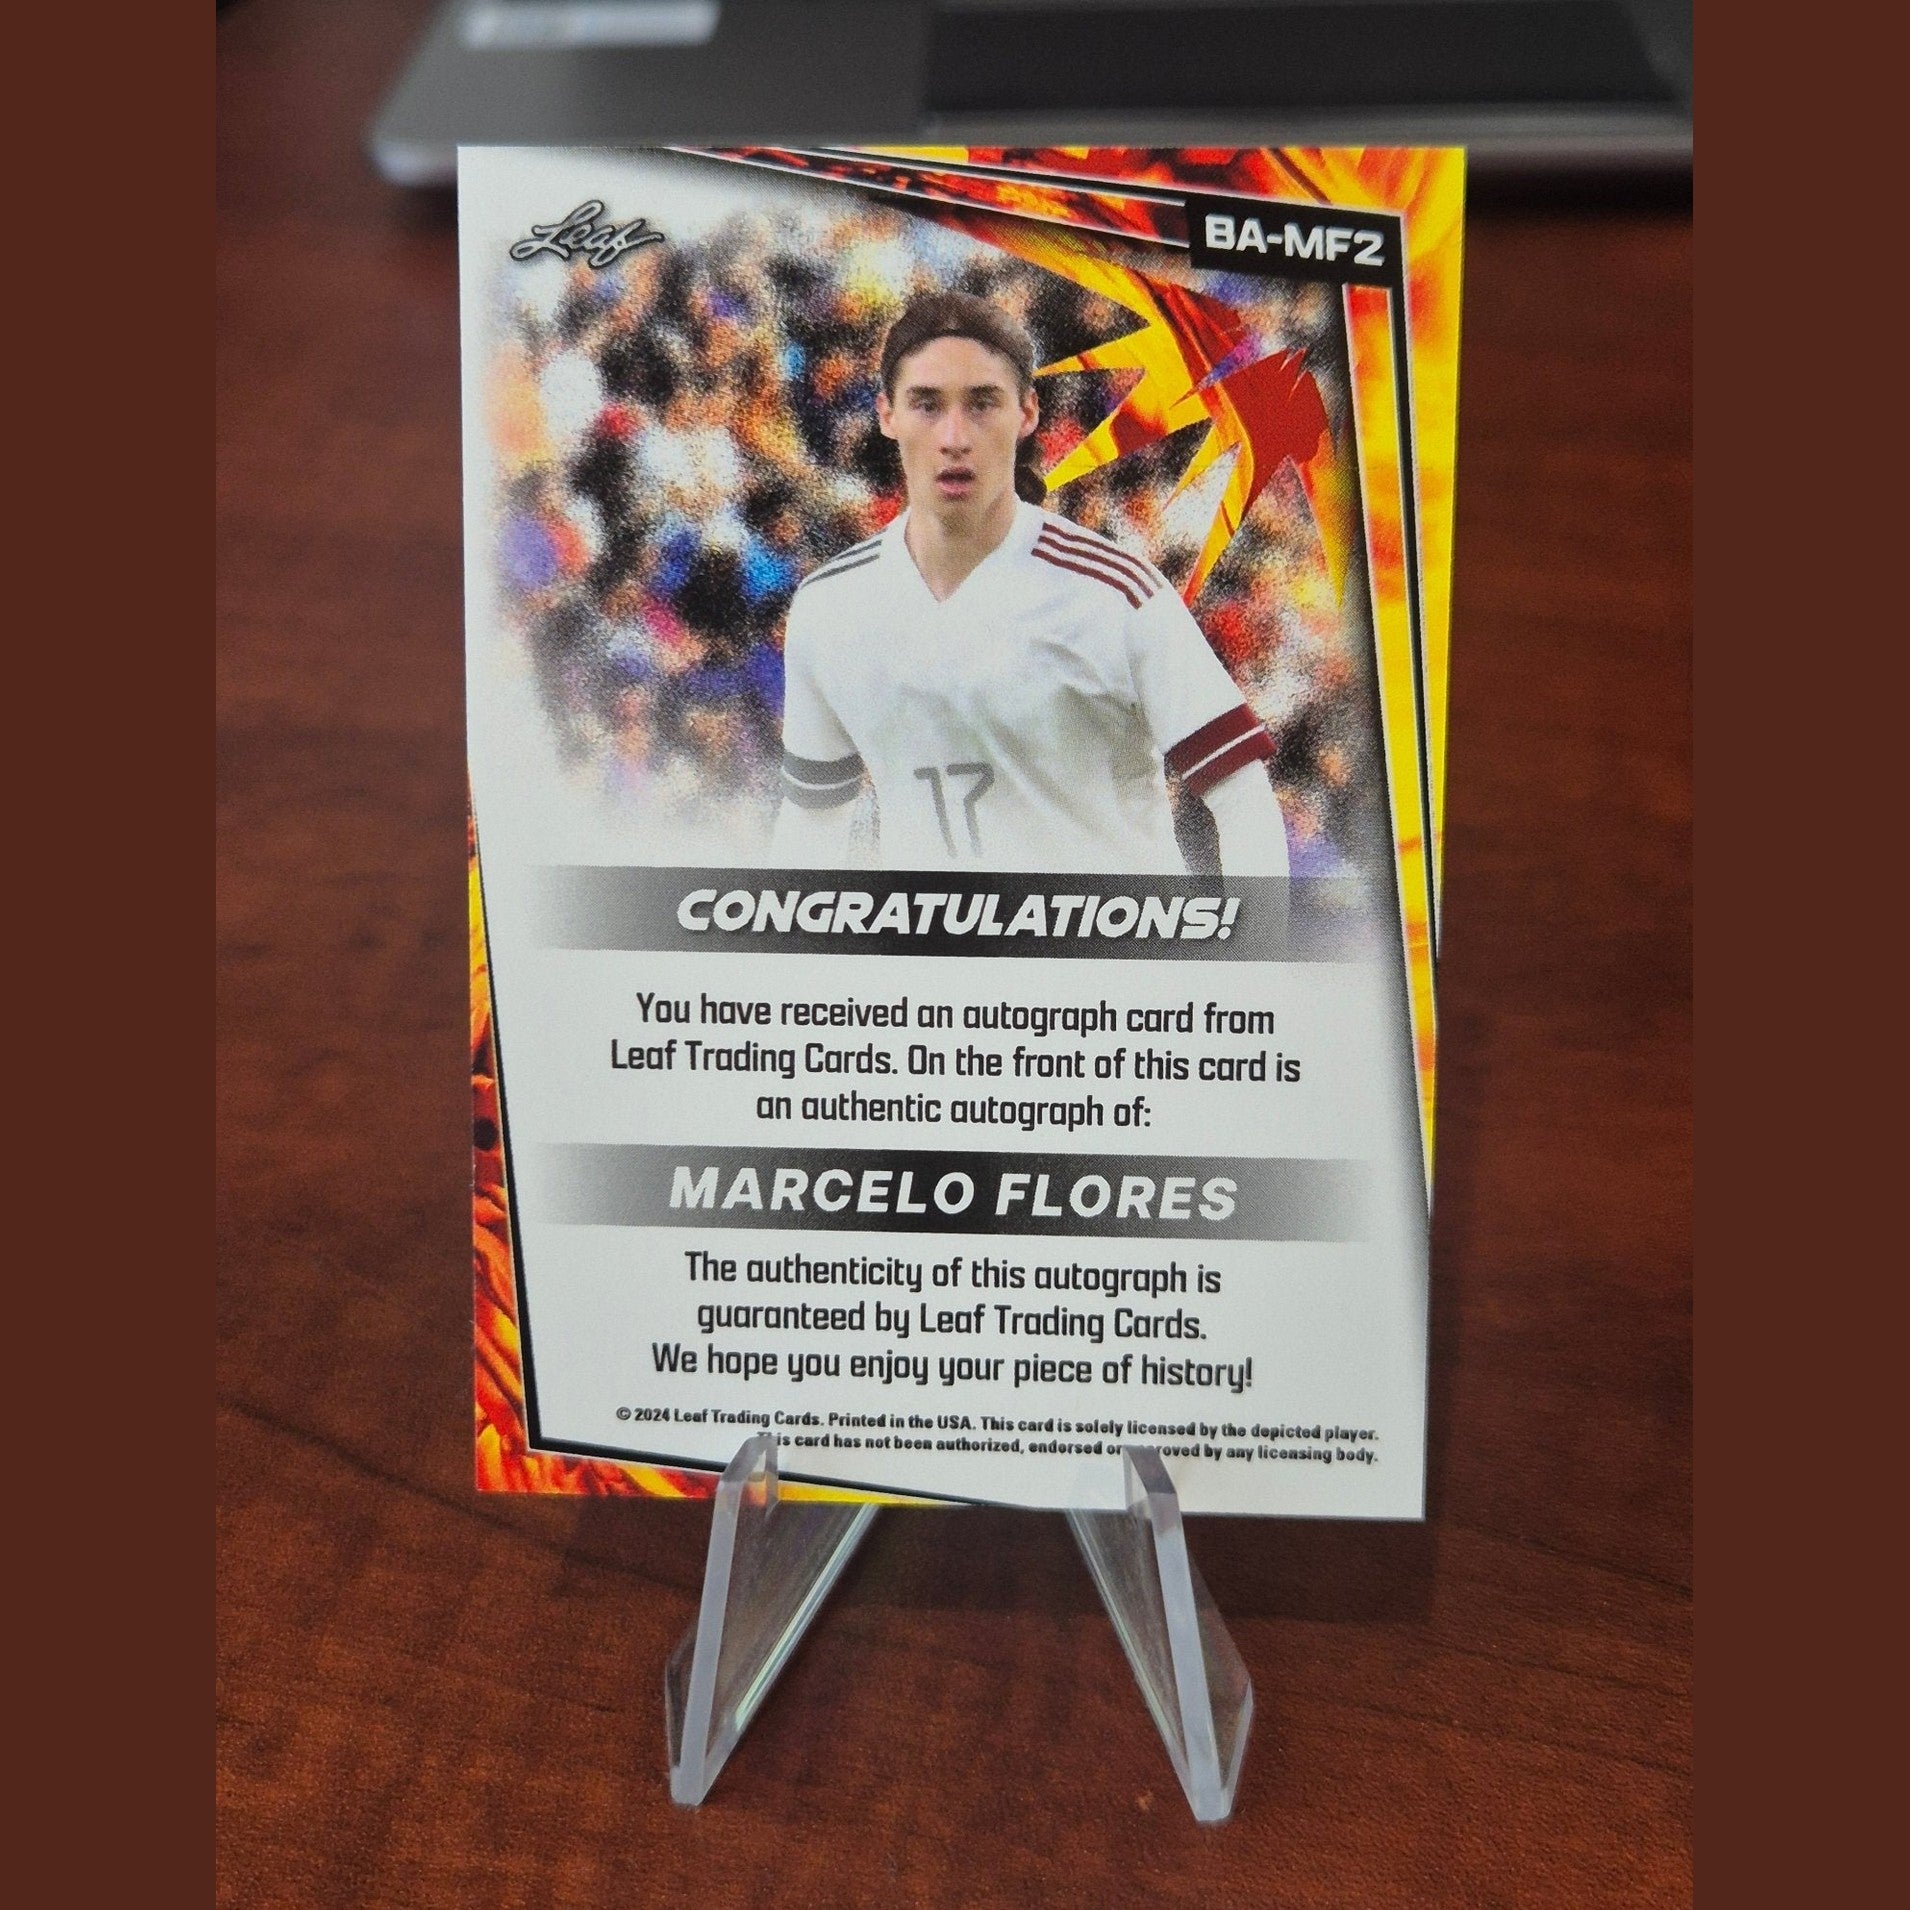 Leaf
BA-MF2
17
CONGRATULATIONS!
You have received an autograph card from
Leaf Trading Cards. On the front of this card is
an authentic autograph of:
MARCELO FLORES
The authenticity of this autograph is
guaranteed by Leaf Trading Cards.
We hope you enjoy your piece of history!
© 2024 Leaf Trading Cards. Printed in the USA. This card is solely licensed by the depicted player.
This card has not been authorized, endorsed or approved by any licensing body.